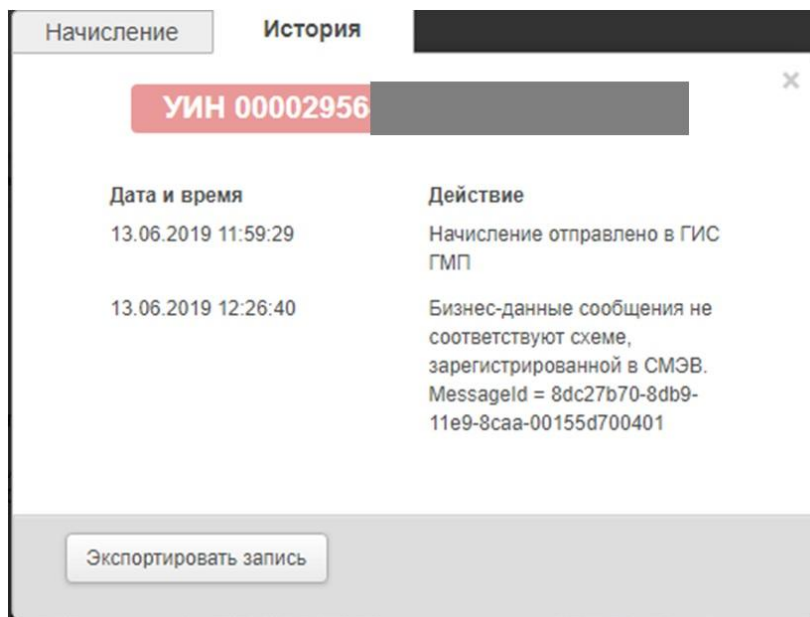 Начисление
История
×
УИН 00002956
Дата и время
Действие
13.06.2019 11:59:29
Начисление отправлено в ГИС
ГМП
13.06.2019 12:26:40
Бизнес-данные сообщения не
соответствуют схеме,
зарегистрированной в СМЭВ.
MessageId = 8dc27b70-8db9-
11e9-8caa-00155d700401
Экспортировать запись